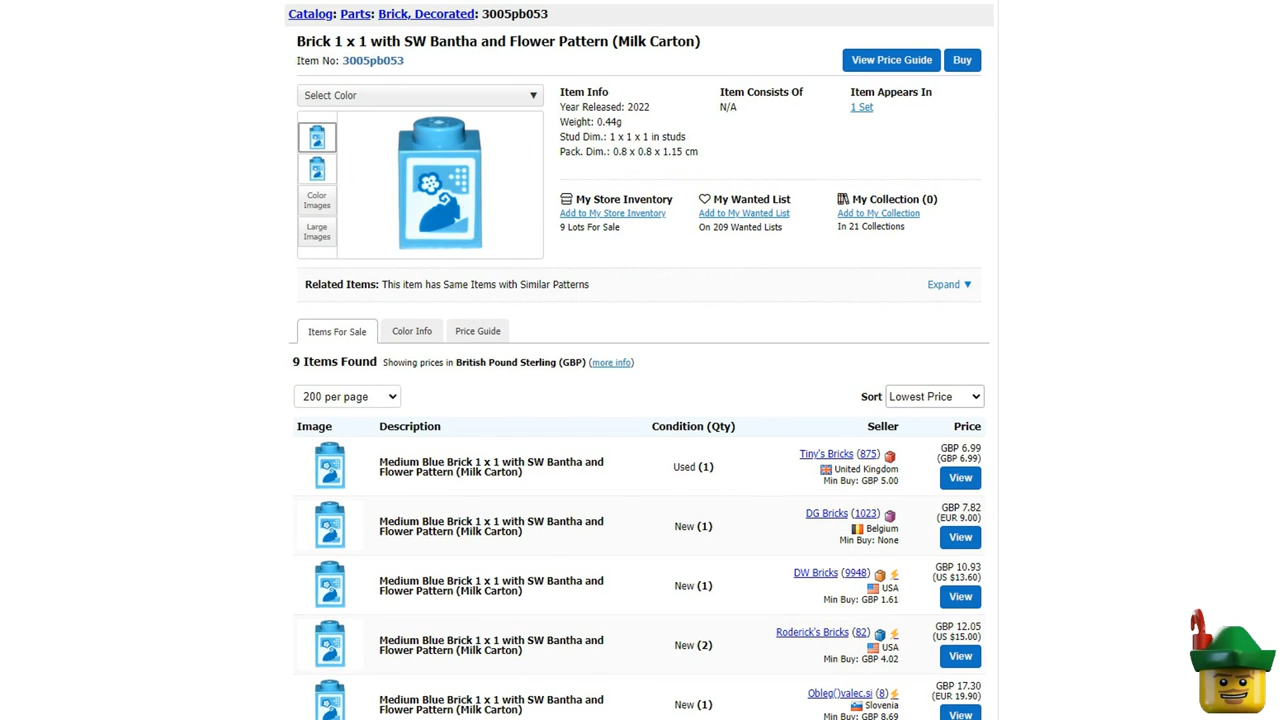 Catalog: Parts: Brick, Decorated: 3005pb053
Brick 1 x 1 with SW Bantha and Flower Pattern (Milk Carton)
Item No: 3005pb053
View Price Guide
Buy
Select Color
Color
Images
Large
Images
Item Info
Year Released: 2022
Weight: 0.44g
Stud Dim.: 1 x 1 x 1 in studs
Pack. Dim.: 0.8 x 0.8 x 1.15 cm
Item Consists Of
N/A
Item Appears In
1 Set
My Store Inventory
Add to My Store Inventory
9 Lots For Sale
My Wanted List
Add to My Wanted List
On 209 Wanted Lists
My Collection (0)
Add to My Collection
In 21 Collections
Related Items: This item has Same Items with Similar Patterns
Expand
Items For Sale
Color Info
Price Guide
9 Items Found Showing prices in British Pound Sterling (GBP) (more info)
200 per page
Sort Lowest Price
Image Description Condition (Qty) Seller Price
Medium Blue Brick 1 x 1 with SW Bantha and
Flower Pattern (Milk Carton)
Used (1)
Tiny's Bricks (875)
United Kingdom
Min Buy: GBP 5.00
GBP 6.99
(GBP 6.99)
View
Medium Blue Brick 1 x 1 with SW Bantha and
Flower Pattern (Milk Carton)
New (1)
DG Bricks (1023)
Belgium
Min Buy: None
GBP 7.82
(EUR 9.00)
View
Medium Blue Brick 1 x 1 with SW Bantha and
Flower Pattern (Milk Carton)
New (1)
DW Bricks (9948)
USA
Min Buy: GBP 1.61
GBP 10.93
(US $13.60)
View
Medium Blue Brick 1 x 1 with SW Bantha and
Flower Pattern (Milk Carton)
New (2)
Roderick's Bricks (82)
USA
Min Buy: GBP 4.02
GBP 12.05
(US $15.00)
View
Medium Blue Brick 1 x 1 with SW Bantha and
Flower Pattern (Milk Carton)
New (1)
Obleg()valec.si (8)
Slovenia
Min Buy: GBP 8.69
GBP 17.30
(EUR 19.90)
View